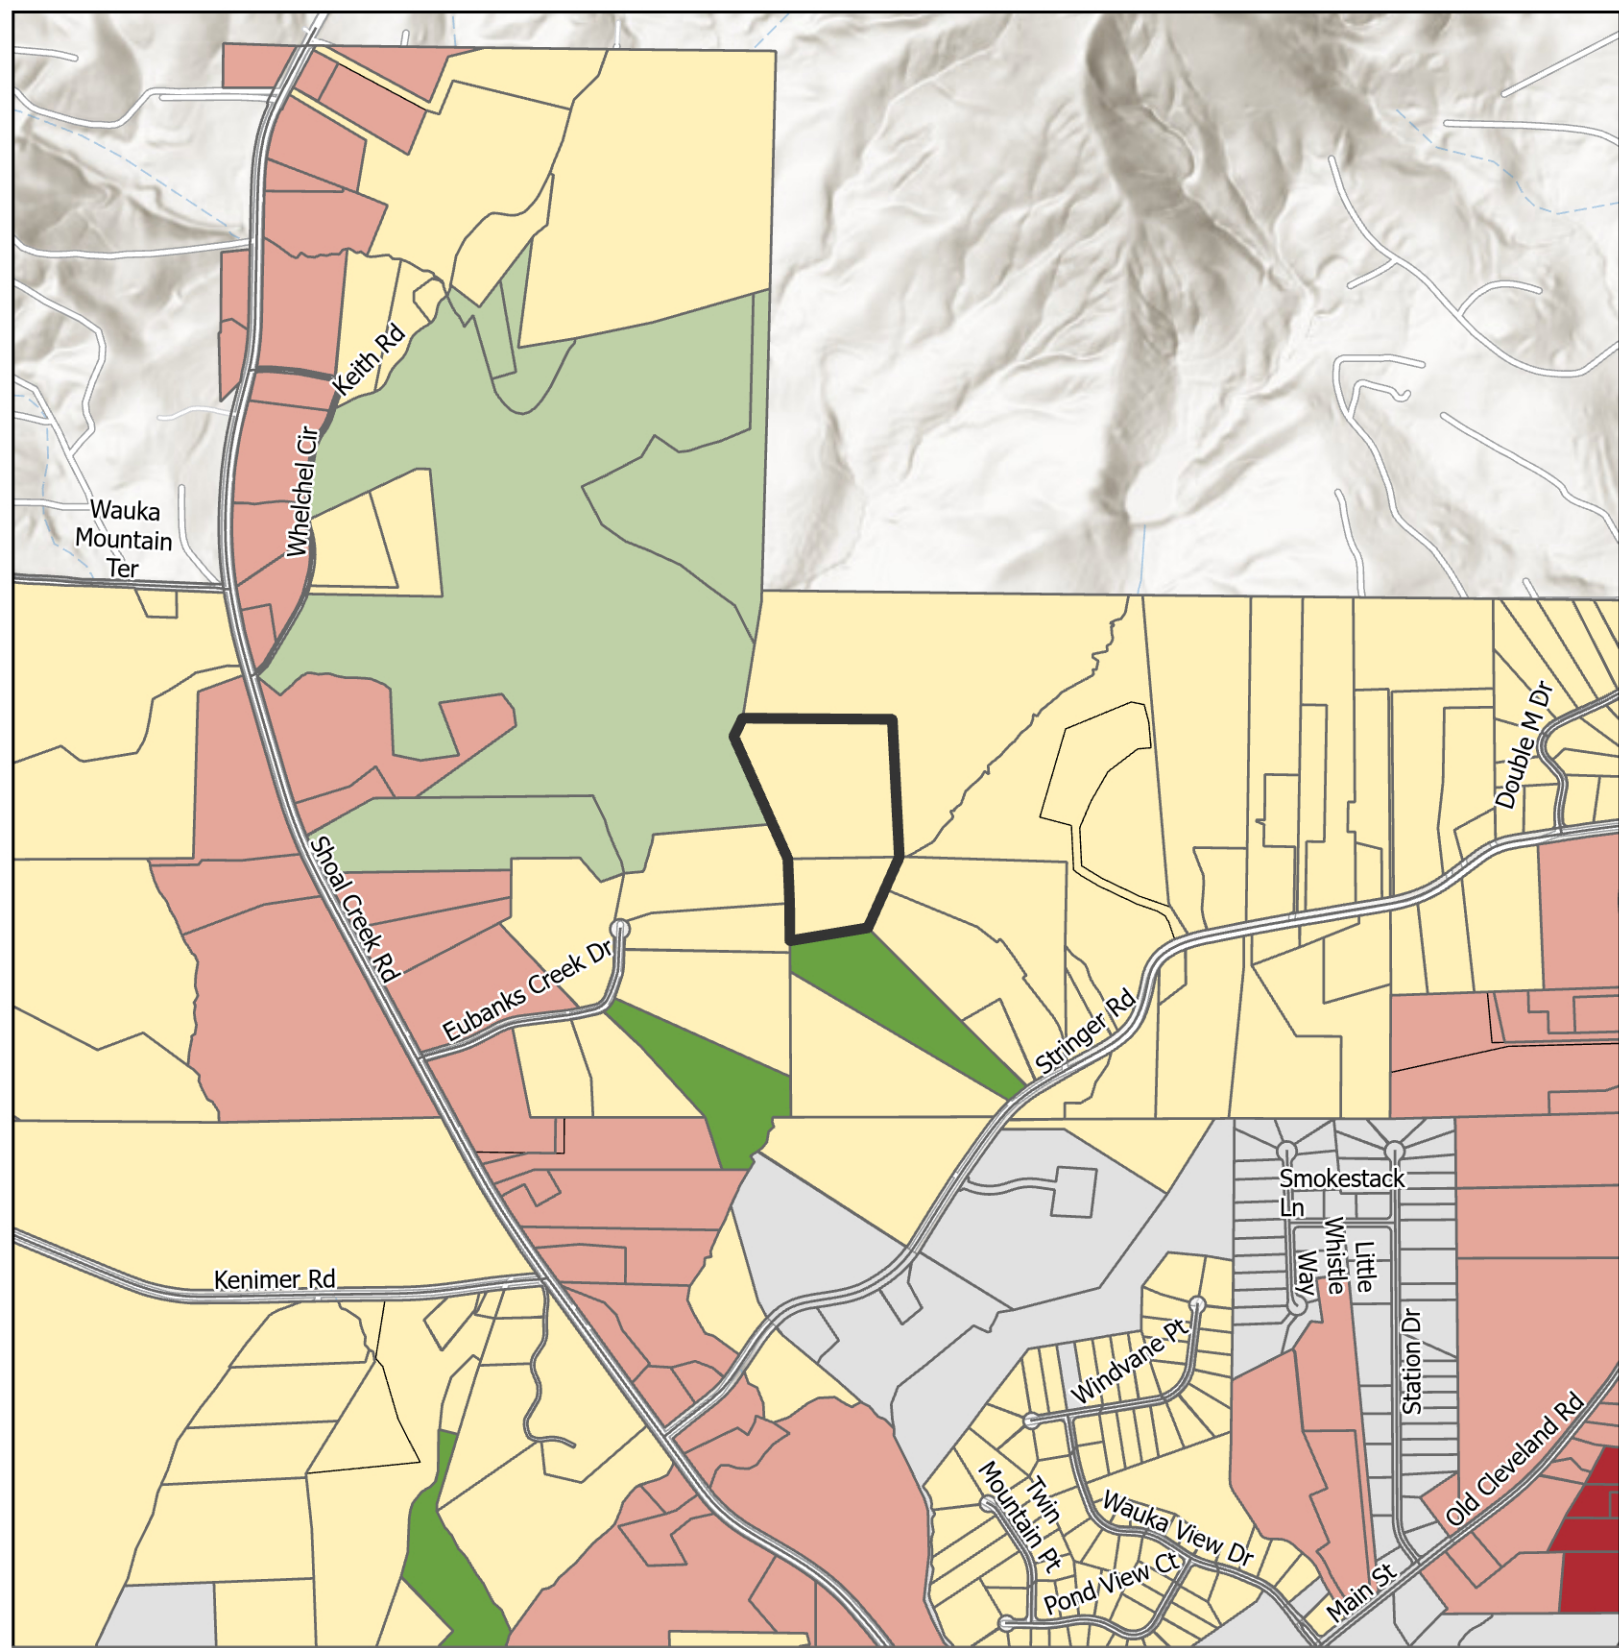 Keith Rd
Whelchel Cir
Wauka
Mountain
Ter
Double M Dr
Shoal Creek Rd
Eubanks Creek Dr
Stringer Rd
Smokestack
Ln
Little
Whistle
Way
Kenimer Rd
Windvane Pt
Station Dr
Old Cleveland Rd
Twin
Mountain Pt
Wauka View Dr
Pond View Ct
Main St